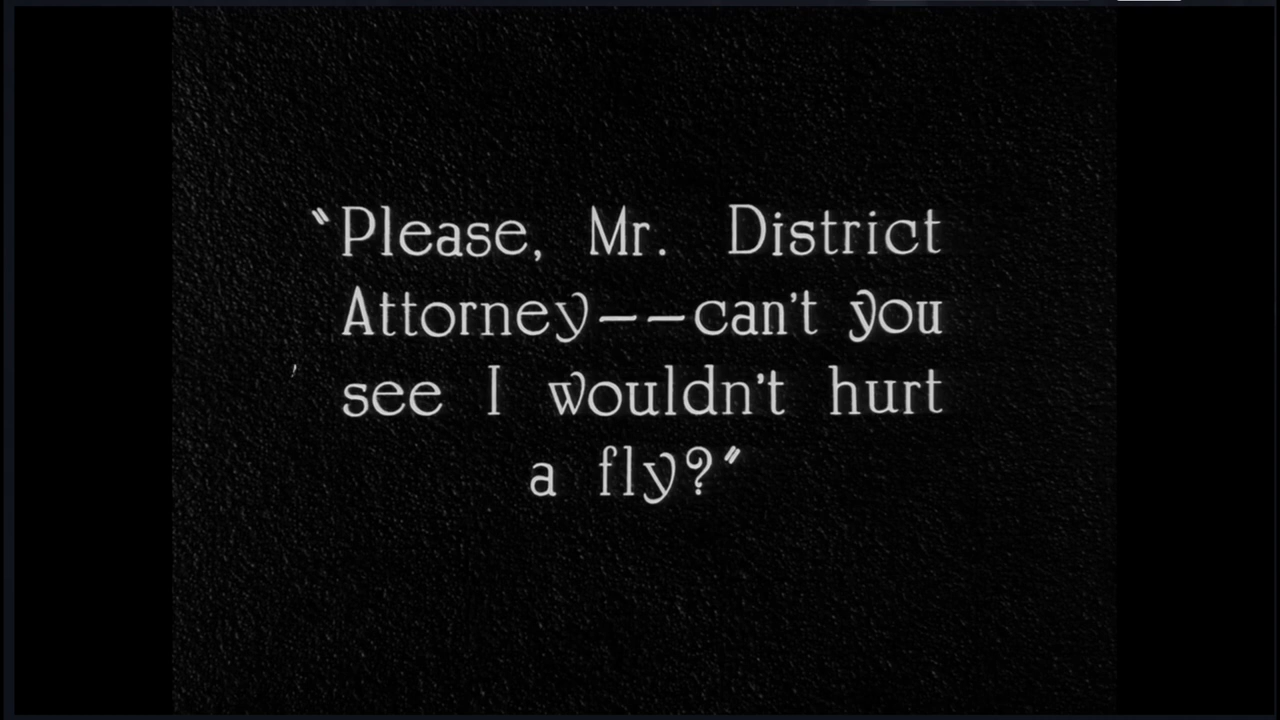 "Please, Mr. District
Attorney--can't you
see I wouldn't hurt
a fly?"